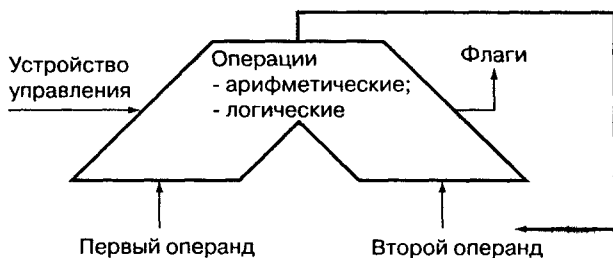 Устройство
управления
Операции
- арифметические;
- логические
Флаги
Первый операнд
Второй операнд